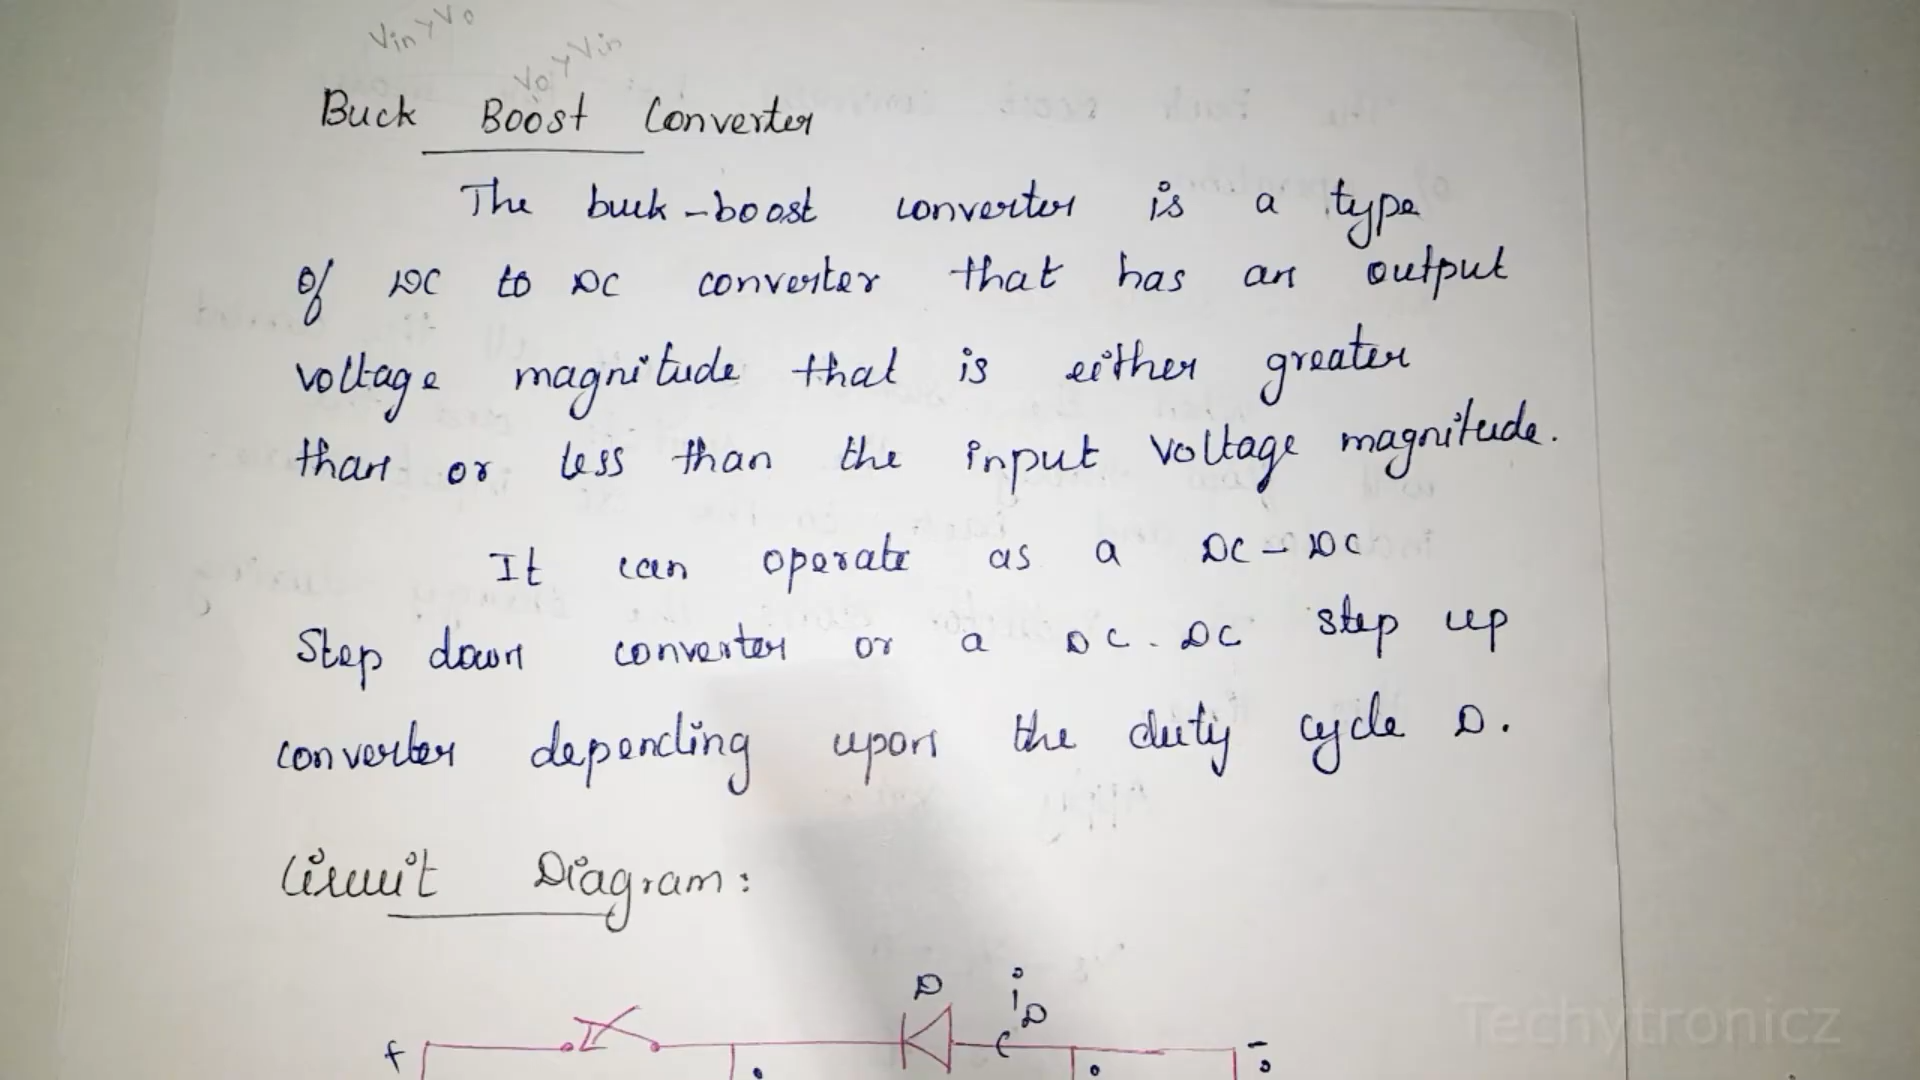 Vin > Vo
Vo > Vin
Buck Boost Converter
The buck-boost converter is a type
of DC to DC converter that has an output
voltage magnitude that is either greater
than or less than the input voltage magnitude.
It can operate as a DC - DC
Step down converter or a DC - DC step up
converter depending upon the duty cycle D.
Circuit Diagram:
D iD
+ -
Techytronicz